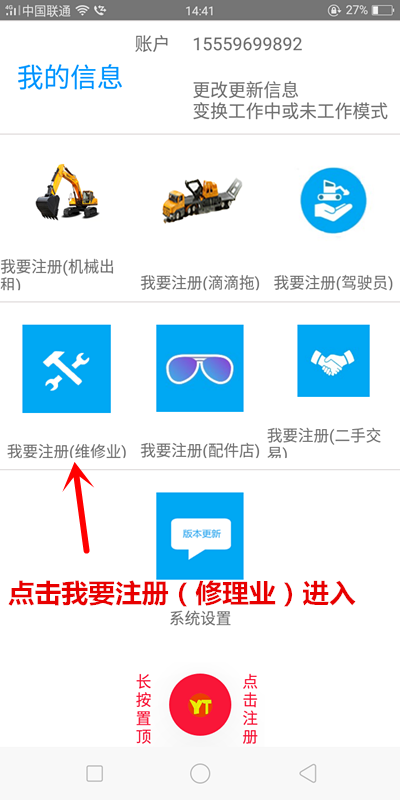 4G 中国联通 14:41 27%
账户 15559699892
我的信息
更改更新信息
变换工作中或未工作模式
我要注册(机械出
租)
我要注册(滴滴拖)
我要注册(驾驶员)
我要注册(维修业)
我要注册(配件店)
我要注册(二手交
易)
版本更新
点击我要注册（修理业）进入
系统设置
长按置顶
YT
点击注册